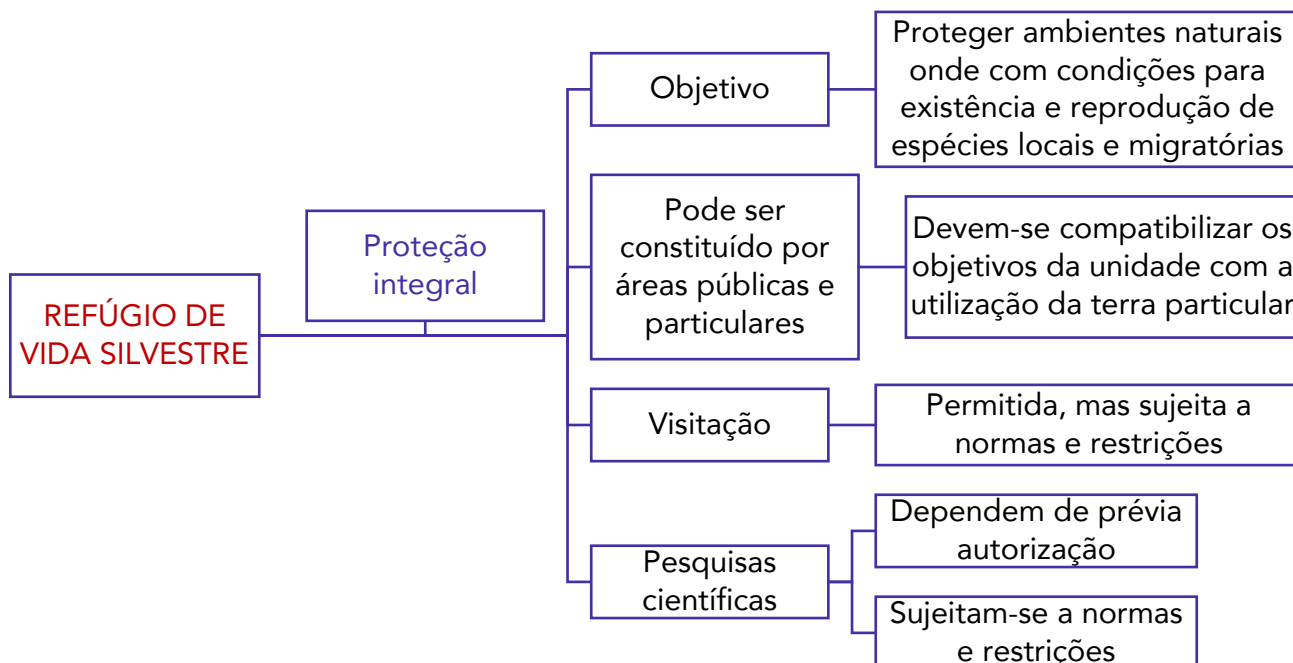 REFÚGIO DE
VIDA SILVESTRE
Proteção
integral
Objetivo
Proteger ambientes naturais
onde com condições para
existência e reprodução de
espécies locais e migratórias
Pode ser
constituído por
áreas públicas e
particulares
Devem-se compatibilizar os
objetivos da unidade com a
utilização da terra particular
Visitação
Permitida, mas sujeita a
normas e restrições
Pesquisas
científicas
Dependem de prévia
autorização
Sujeitam-se a normas
e restrições